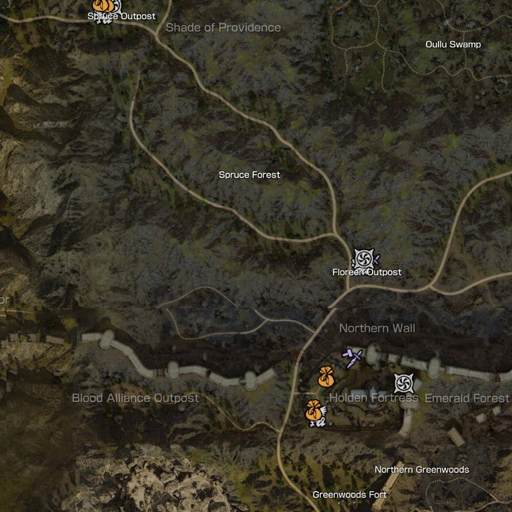 Spruce Outpost
Shade of Providence
Oullu Swamp
Spruce Forest
Floreen Outpost
Northern Wall
Blood Alliance Outpost
Holden Fortress
Emerald Forest
Northern Greenwoods
Greenwoods Fort